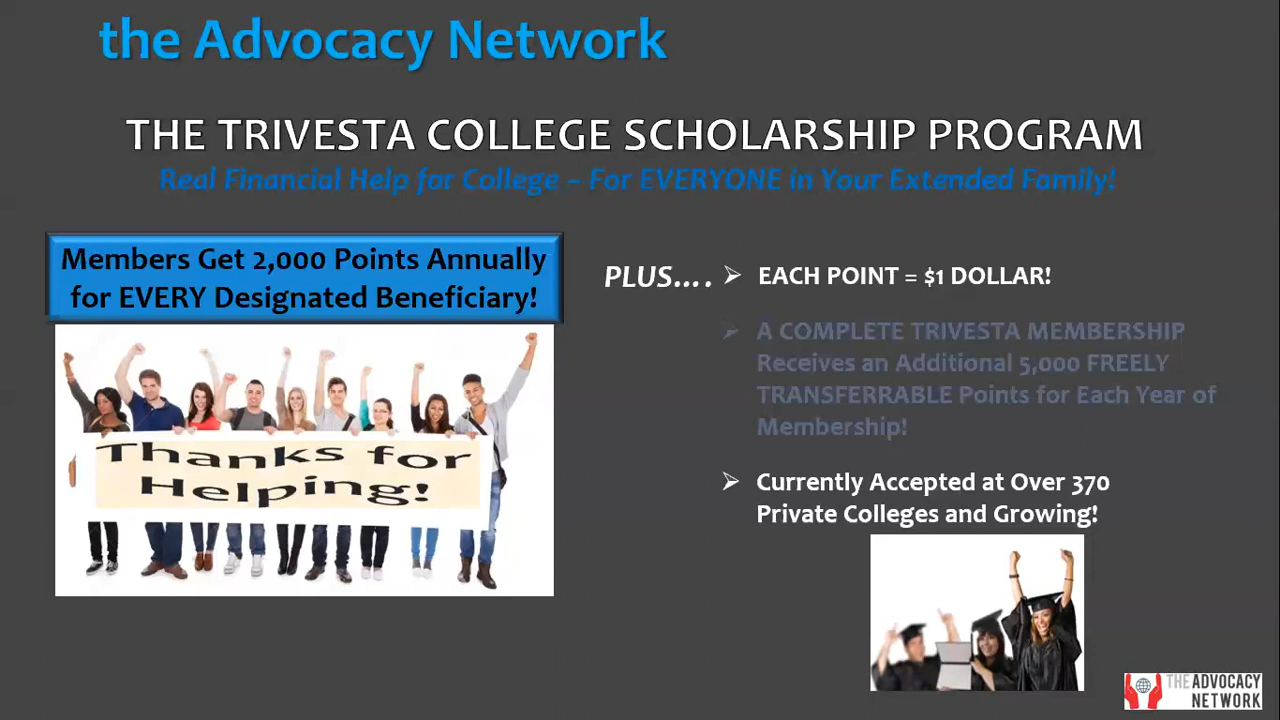 the Advocacy Network
THE TRIVESTA COLLEGE SCHOLARSHIP PROGRAM
Real Financial Help for College – For EVERYONE in Your Extended Family!
Members Get 2,000 Points Annually
for EVERY Designated Beneficiary!
Thanks for
Helping!
PLUS…. ➢ EACH POINT = $1 DOLLAR!
➢ A COMPLETE TRIVESTA MEMBERSHIP
Receives an Additional 5,000 FREELY
TRANSFERRABLE Points for Each Year of
Membership!
➢ Currently Accepted at Over 370
Private Colleges and Growing!
THE ADVOCACY
NETWORK